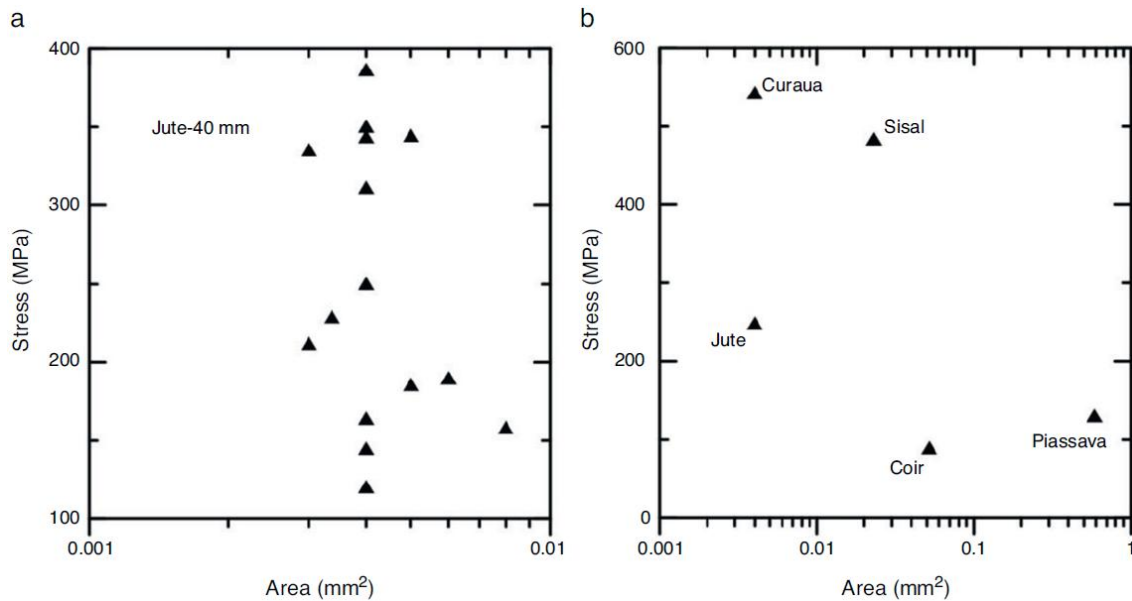 a
b
400
300
200
100
Stress (MPa)
Jute-40 mm
0.001
0.01
Area (mm²)
600
400
200
0
Stress (MPa)
Curaua
Sisal
Jute
Piassava
Coir
0.001
0.01
0.1
1
Area (mm²)